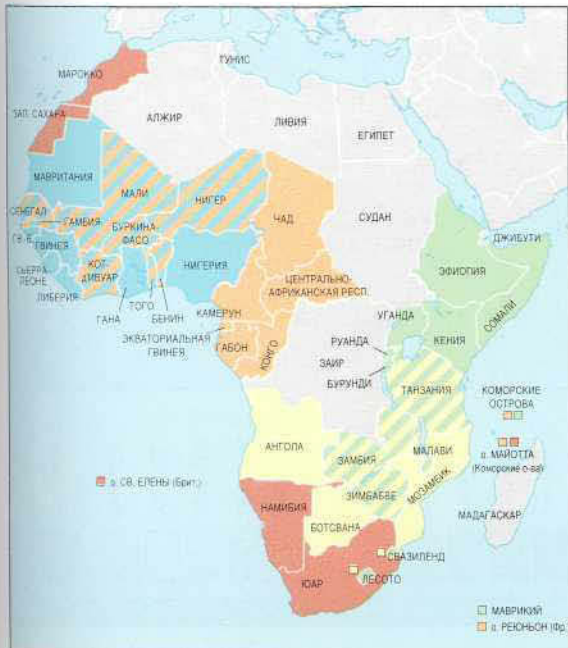 МАРОККО
ТУНИС
ЗАП. САХАРА
АЛЖИР
ЛИВИЯ
ЕГИПЕТ
МАВРИТАНИЯ
МАЛИ
НИГЕР
ЧАД
СУДАН
СЕНЕГАЛ
ГАМБИЯ
БУРКИНА-
ФАСО
ГВ.-Б.
ГВИНЕЯ
НИГЕРИЯ
ДЖИБУТИ
ЭФИОПИЯ
СЬЕРРА-
ЛЕОНЕ
КОТ-
ДИВУАР
ЛИБЕРИЯ
ГАНА
ТОГО
БЕНИН
КАМЕРУН
ЦЕНТРАЛЬНО-
АФРИКАНСКАЯ РЕСП.
ЭКВАТОРИАЛЬНАЯ
ГВИНЕЯ
ГАБОН
КОНГО
УГАНДА
РУАНДА
ЗАИР
БУРУНДИ
КЕНИЯ
СОМАЛИ
ТАНЗАНИЯ
КОМОРСКИЕ
ОСТРОВА
о. МАЙОТТА
(Коморские о-ва)
АНГОЛА
ЗАМБИЯ
МАЛАВИ
МОЗАМБИК
о. СВ. ЕЛЕНЫ (Брит.)
ЗИМБАБВЕ
НАМИБИЯ
БОТСВАНА
МАДАГАСКАР
СВАЗИЛЕНД
ЛЕСОТО
ЮАР
МАВРИКИЙ
о. РЕЮНЬОН (Фр.